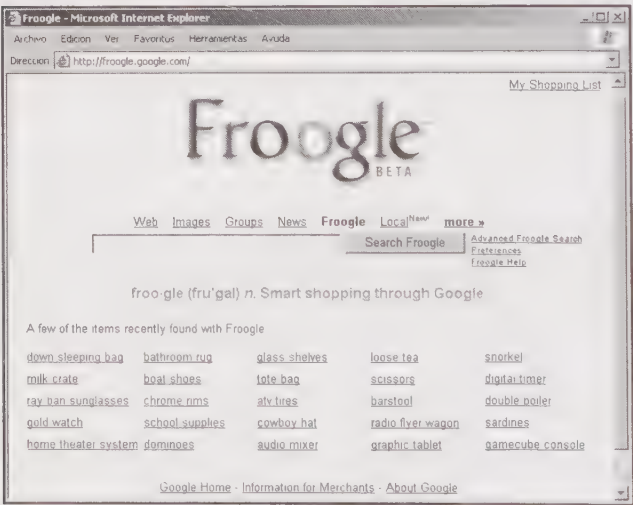 Froogle - Microsoft Internet Explorer
Archivo Edicion Ver Favoritos Herramientas Ayuda
Direccion http://froogle.google.com/
My Shopping List
Froogle
BETA
Web Images Groups News Froogle Local New! more »
Search Froogle
Advanced Froogle Search
Preferences
Froogle Help
froo·gle (fru'gal) n. Smart shopping through Google
A few of the items recently found with Froogle
down sleeping bag bathroom rug glass shelves loose tea snorkel
milk crate boat shoes tote bag scissors digital timer
ray ban sunglasses chrome rims atv tires barstool double boiler
gold watch school supplies cowboy hat radio flyer wagon sardines
home theater system dominoes audio mixer graphic tablet gamecube console
Google Home - Information for Merchants - About Google